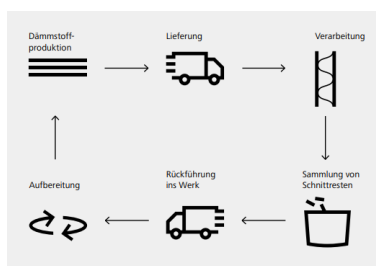 Dämmstoff-
produktion
Lieferung
Verarbeitung
Aufbereitung
Rückführung
ins Werk
Sammlung von
Schnittresten